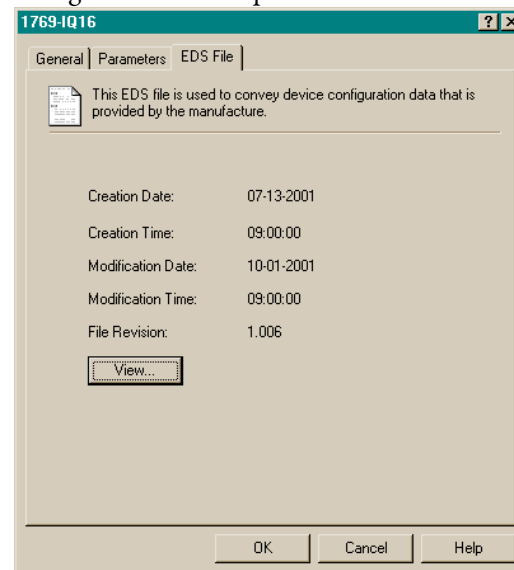 1769-IQ16
General Parameters EDS File
This EDS file is used to convey device configuration data that is
provided by the manufacture.
Creation Date: 07-13-2001
Creation Time: 09:00:00
Modification Date: 10-01-2001
Modification Time: 09:00:00
File Revision: 1.006
View...
OK Cancel Help